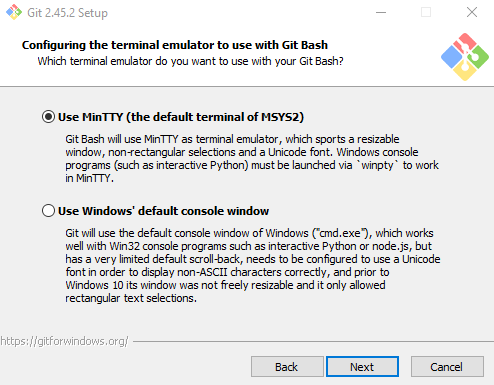 Git 2.45.2 Setup
Configuring the terminal emulator to use with Git Bash
Which terminal emulator do you want to use with your Git Bash?
Use MinTTY (the default terminal of MSYS2)
Git Bash will use MinTTY as terminal emulator, which sports a resizable
window, non-rectangular selections and a Unicode font. Windows console
programs (such as interactive Python) must be launched via `winpty` to work
in MinTTY.
Use Windows' default console window
Git will use the default console window of Windows ("cmd.exe"), which works
well with Win32 console programs such as interactive Python or node.js, but
has a very limited default scroll-back, needs to be configured to use a Unicode
font in order to display non-ASCII characters correctly, and prior to
Windows 10 its window was not freely resizable and it only allowed
rectangular text selections.
https://gitforwindows.org/
Back
Next
Cancel